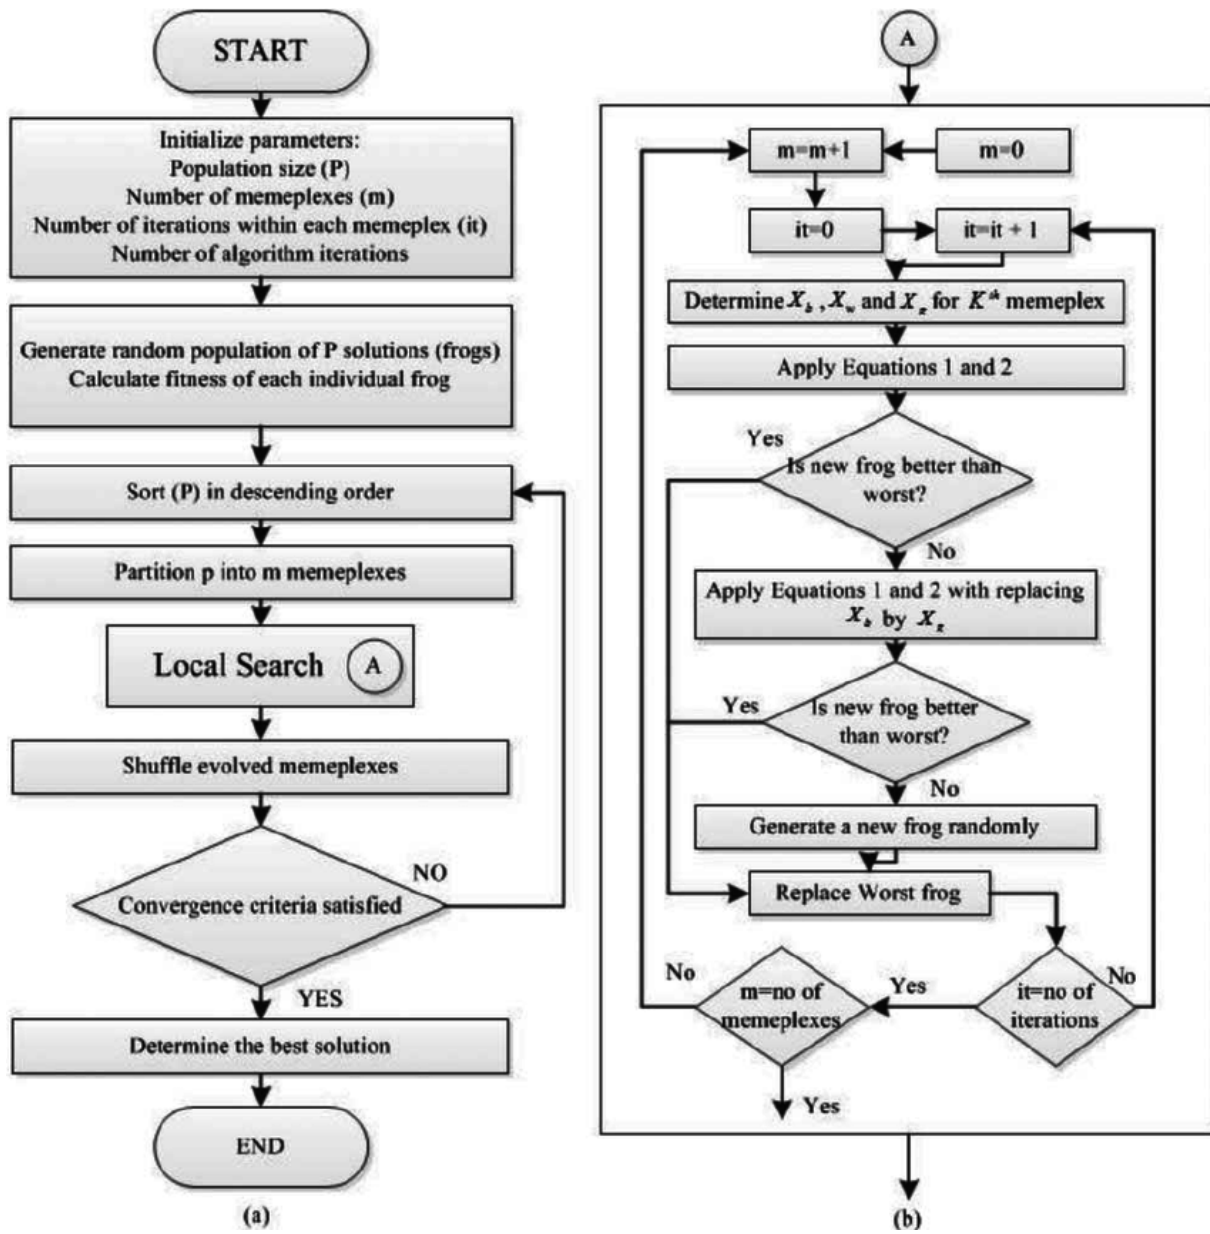 START
Initialize parameters:
Population size (P)
Number of memeplexes (m)
Number of iterations within each memeplex (it)
Number of algorithm iterations
Generate random population of P solutions (frogs)
Calculate fitness of each individual frog
Sort (P) in descending order
Partition p into m memeplexes
Local Search A
Shuffle evolved memeplexes
Convergence criteria satisfied
NO
YES
Determine the best solution
END
(a)
A
m=m+1
m=0
it=0
it=it + 1
Determine X_b , X_w and X_g for K^th memeplex
Apply Equations 1 and 2
Yes
Is new frog better than
worst?
No
Apply Equations 1 and 2 with replacing
X_b by X_g
Yes
Is new frog better
than worst?
No
Generate a new frog randomly
Replace Worst frog
No
m=no of
memeplexes
Yes
it=no of
iterations
No
Yes
(b)